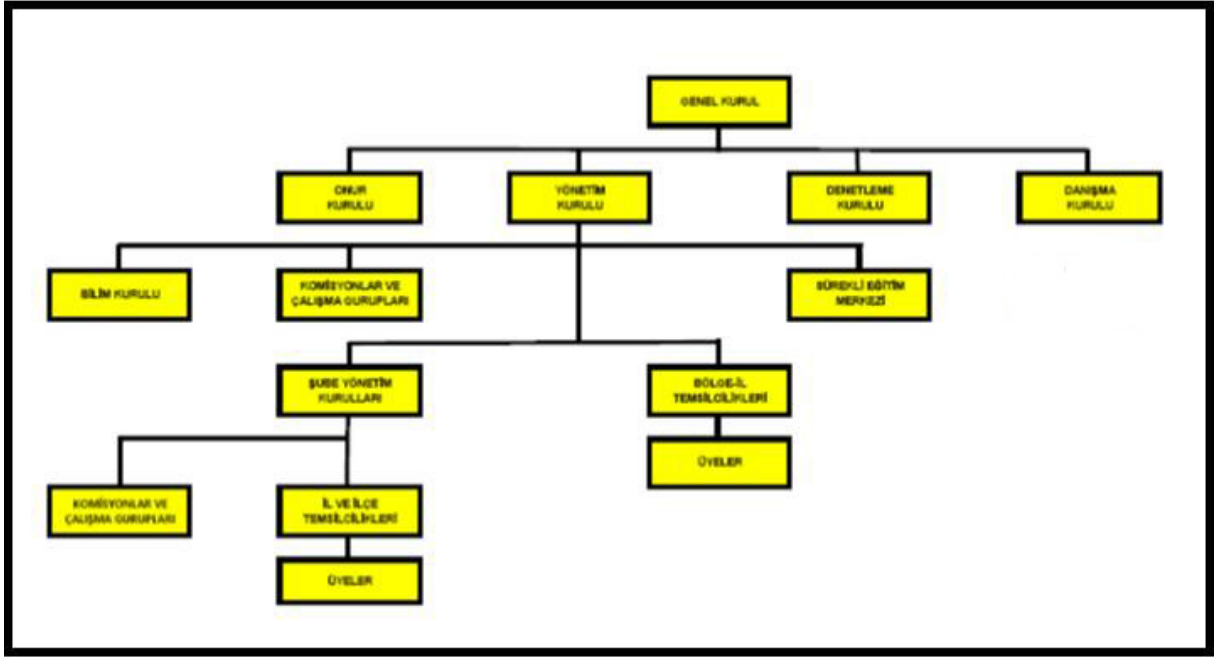 GENEL KURUL
ONUR
KURULU
YÖNETİM
KURULU
DENETLEME
KURULU
DANIŞMA
KURULU
BİLİM KURULU
KOMİSYONLAR VE
ÇALIŞMA GURUPLARI
SÜREKLİ EĞİTİM
MERKEZİ
ŞUBE YÖNETİM
KURULLARI
BÖLGE-İL
TEMSİLCİLİKLERİ
ÜYELER
KOMİSYONLAR VE
ÇALIŞMA GURUPLARI
İL VE İLÇE
TEMSİLCİLİKLERİ
ÜYELER